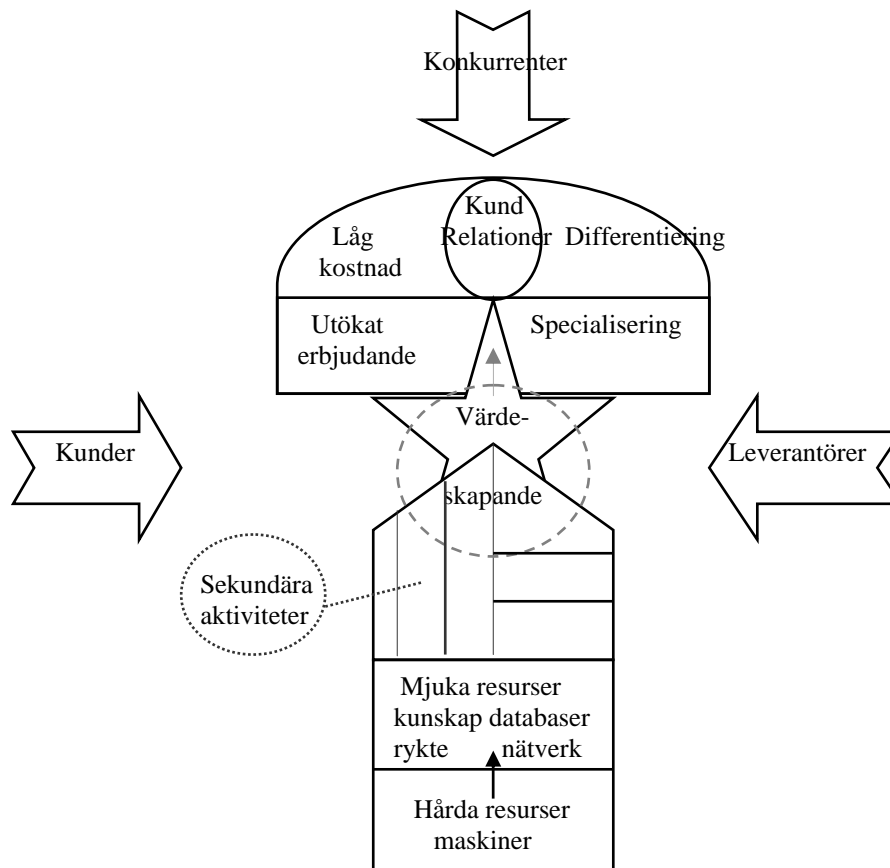 Konkurrenter
Kund
Relationer
Låg
kostnad
Differentiering
Utökat
erbjudande
Specialisering
Värde-
skapande
Kunder
Leverantörer
Sekundära
aktiviteter
Mjuka resurser
kunskap databaser
rykte nätverk
Hårda resurser
maskiner